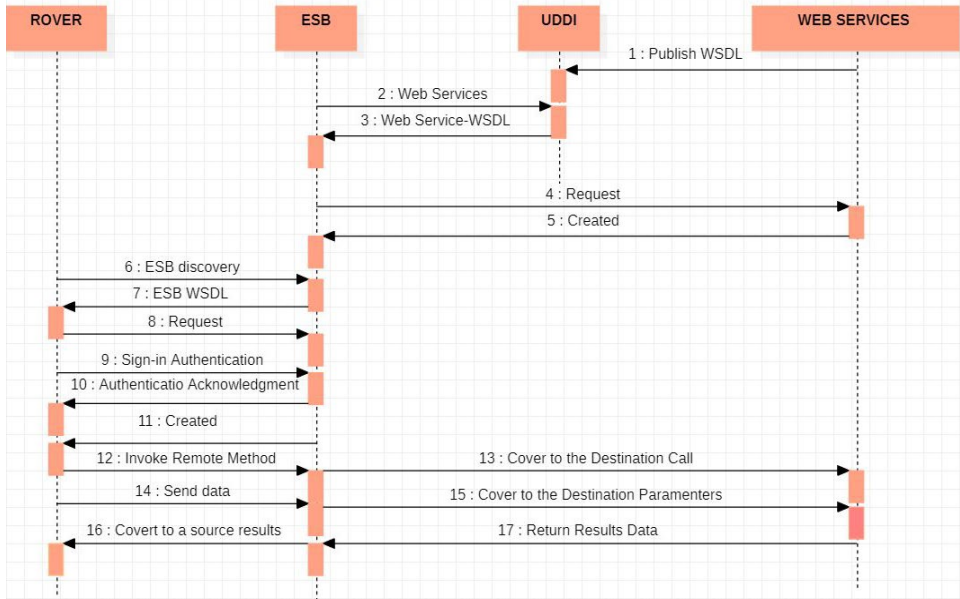 ROVER
ESB
UDDI
WEB SERVICES
1 : Publish WSDL
2 : Web Services
3 : Web Service-WSDL
4 : Request
5 : Created
6 : ESB discovery
7 : ESB WSDL
8 : Request
9 : Sign-in Authentication
10 : Authenticatio Acknowledgment
11 : Created
12 : Invoke Remote Method
13 : Cover to the Destination Call
14 : Send data
15 : Cover to the Destination Paramenters
16 : Covert to a source results
17 : Return Results Data